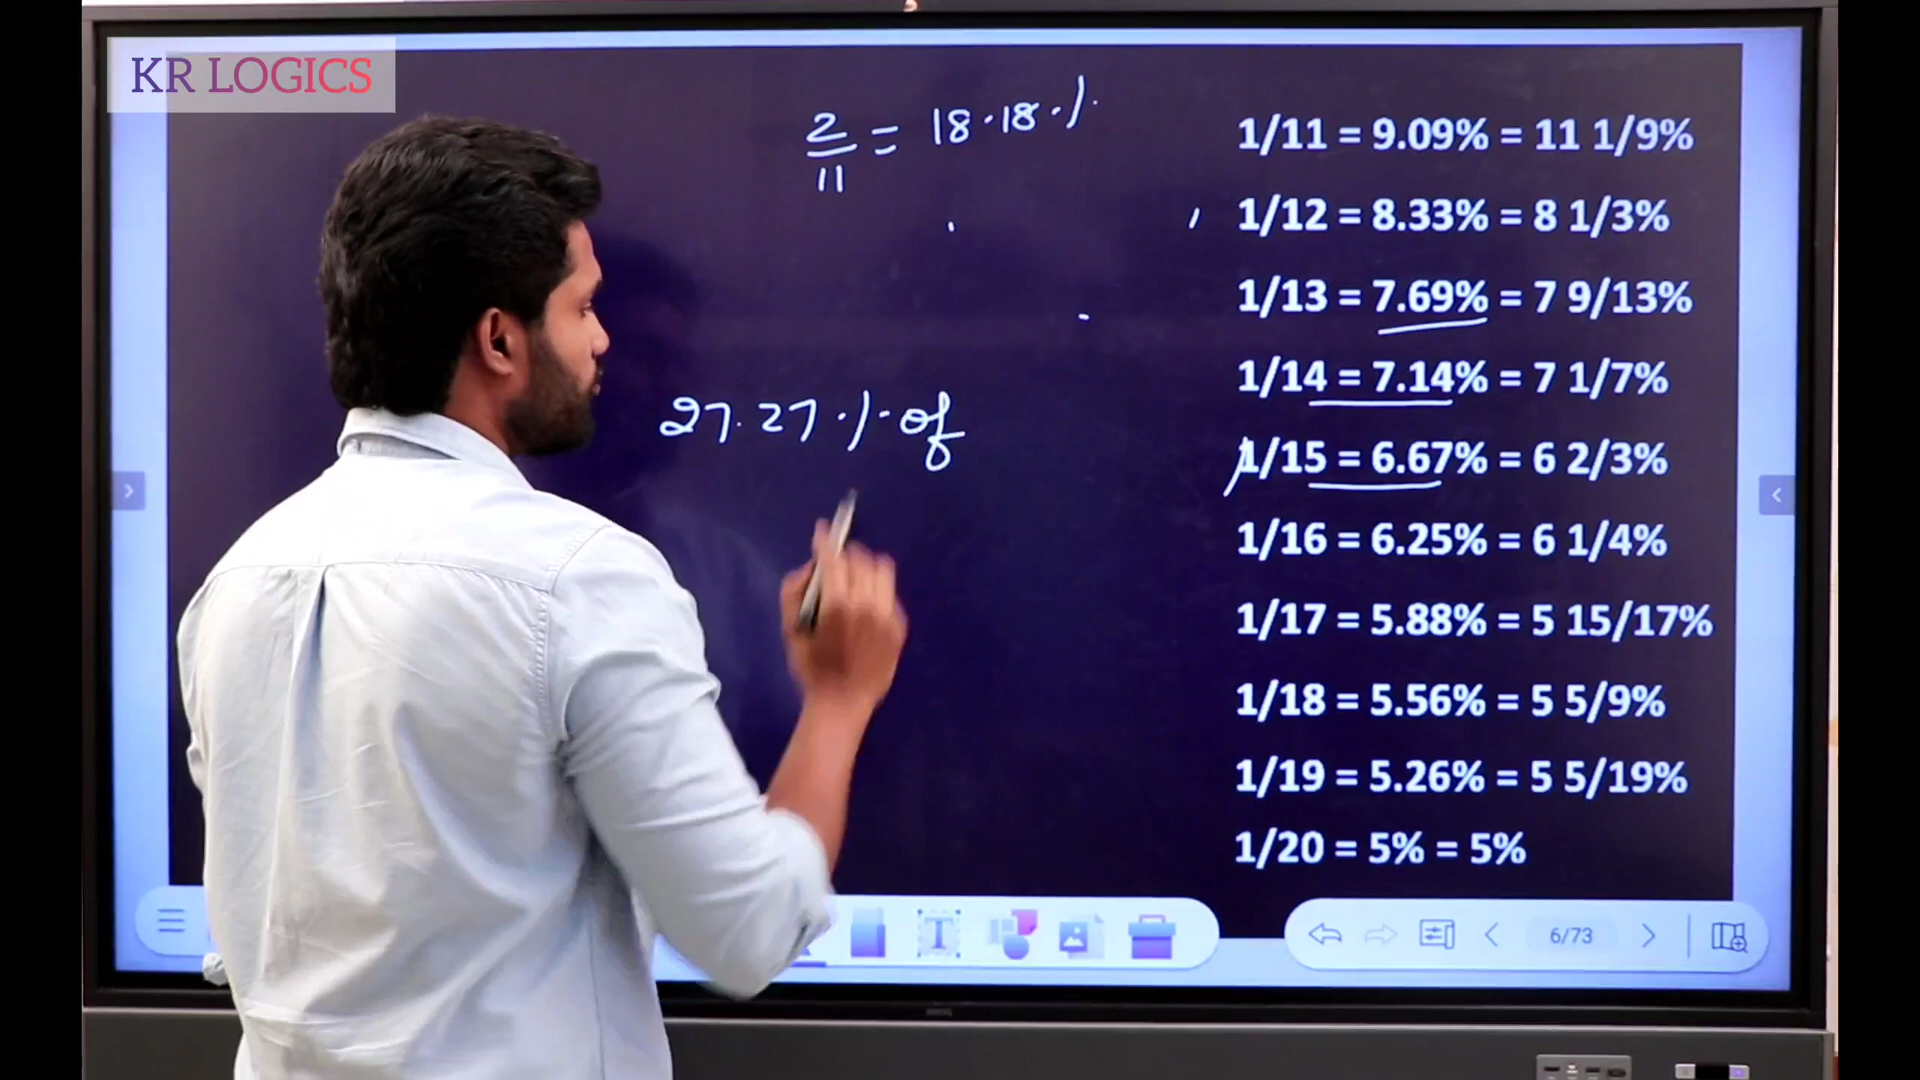 KR LOGICS
2/11 = 18.18%
27.27% of
1/11 = 9.09% = 11 1/9%
1/12 = 8.33% = 8 1/3%
1/13 = 7.69% = 7 9/13%
1/14 = 7.14% = 7 1/7%
1/15 = 6.67% = 6 2/3%
1/16 = 6.25% = 6 1/4%
1/17 = 5.88% = 5 15/17%
1/18 = 5.56% = 5 5/9%
1/19 = 5.26% = 5 5/19%
1/20 = 5% = 5%
T
6/73